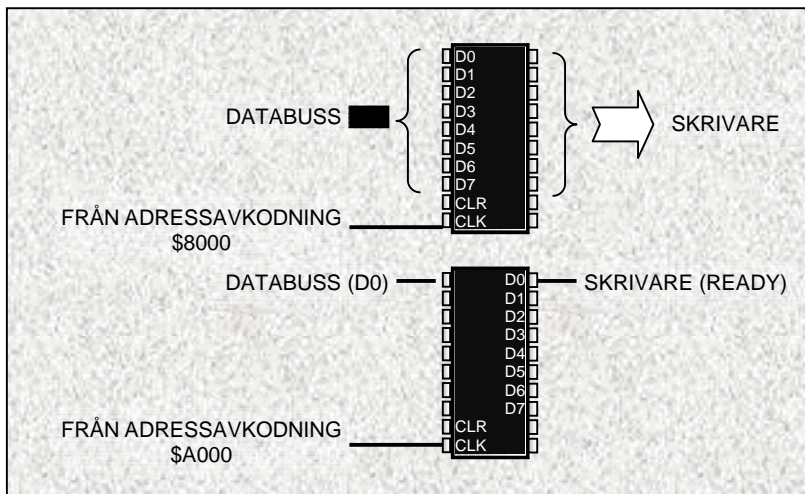 D0
D1
D2
DATABUSS
D3
SKRIVARE
D4
D5
D6
D7
CLR
FRÅN ADRESSAVKODNING
CLK
$8000
DATABUSS (D0)
D0
SKRIVARE (READY)
D1
D2
D3
D4
D5
D6
D7
CLR
FRÅN ADRESSAVKODNING
CLK
$A000